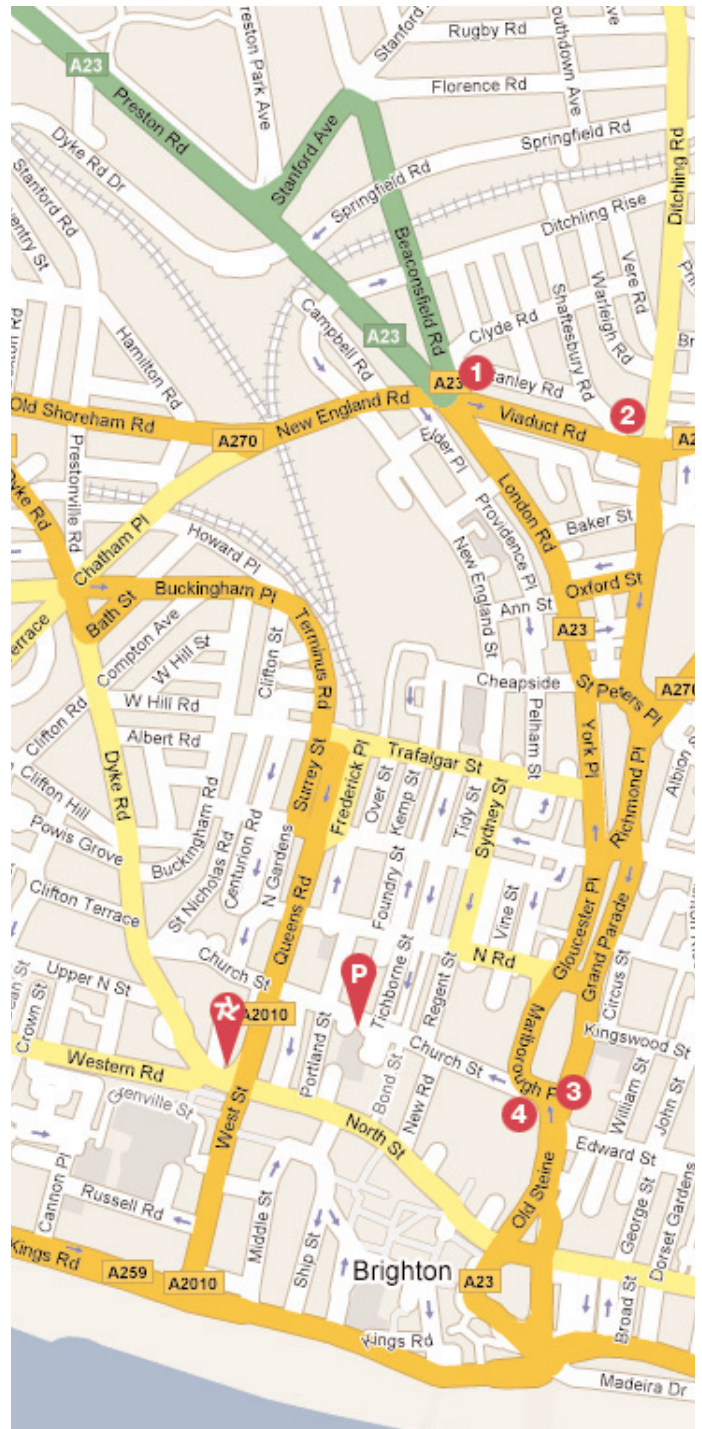 Rugby Rd
Stanford
Ave
A23
Preston Park Ave
Southdown Ave
Florence Rd
Preston Rd
Stanford Ave
Dyke Rd Dr
Springfield Rd
Springfield Rd
Ditchling Rd
Stanford Rd
Ditchling Rise
Beaconsfield Rd
Vere Rd
Warleigh Rd
Shaftesbury Rd
Hamilton Rd
Campbell Rd
A23
Clyde Rd
1
A23
Stanley Rd
Old Shoreham Rd
New England Rd
2
Viaduct Rd
A270
Elder Pl
Prestonville Rd
Dyke Rd
London Rd
Providence Pl
Baker St
Howard Pl
New England St
Chatham Pl
Oxford St
Buckingham Pl
Bath St
Ann St
Terminus Rd
A23
Compton Ave
W Hill St
Clifton St
Cheapside
St Peters Pl
A270
Clifton Rd
W Hill Rd
Pelham St
Albert Rd
York Pl
Richmond Pl
Surrey St
Frederick Pl
Trafalgar St
Albion
Dyke Rd
Over St
Kemp St
Tidy St
Sydney St
Clifton Hill
Powis Grove
Buckingham Rd
St Nicholas Rd
Centurion Rd
N Gardens
Queens Rd
Foundry St
Vine St
Clifton Terrace
Gloucester Pl
Grand Parade
Church St
N Rd
Upper N St
P
Tichborne St
Regent St
Circus St
A2010
Marlborough Pl
Kingswood St
Crown St
Portland St
Western Rd
Church St
3
Bond St
New Rd
4
William St
John St
West St
North St
Edward St
Cannon Pl
Russell Rd
Old Steine
Middle St
Ship St
George St
Dorset Gardens
Kings Rd
A259
A2010
Brighton
A23
Broad St
Kings Rd
Madeira Dr